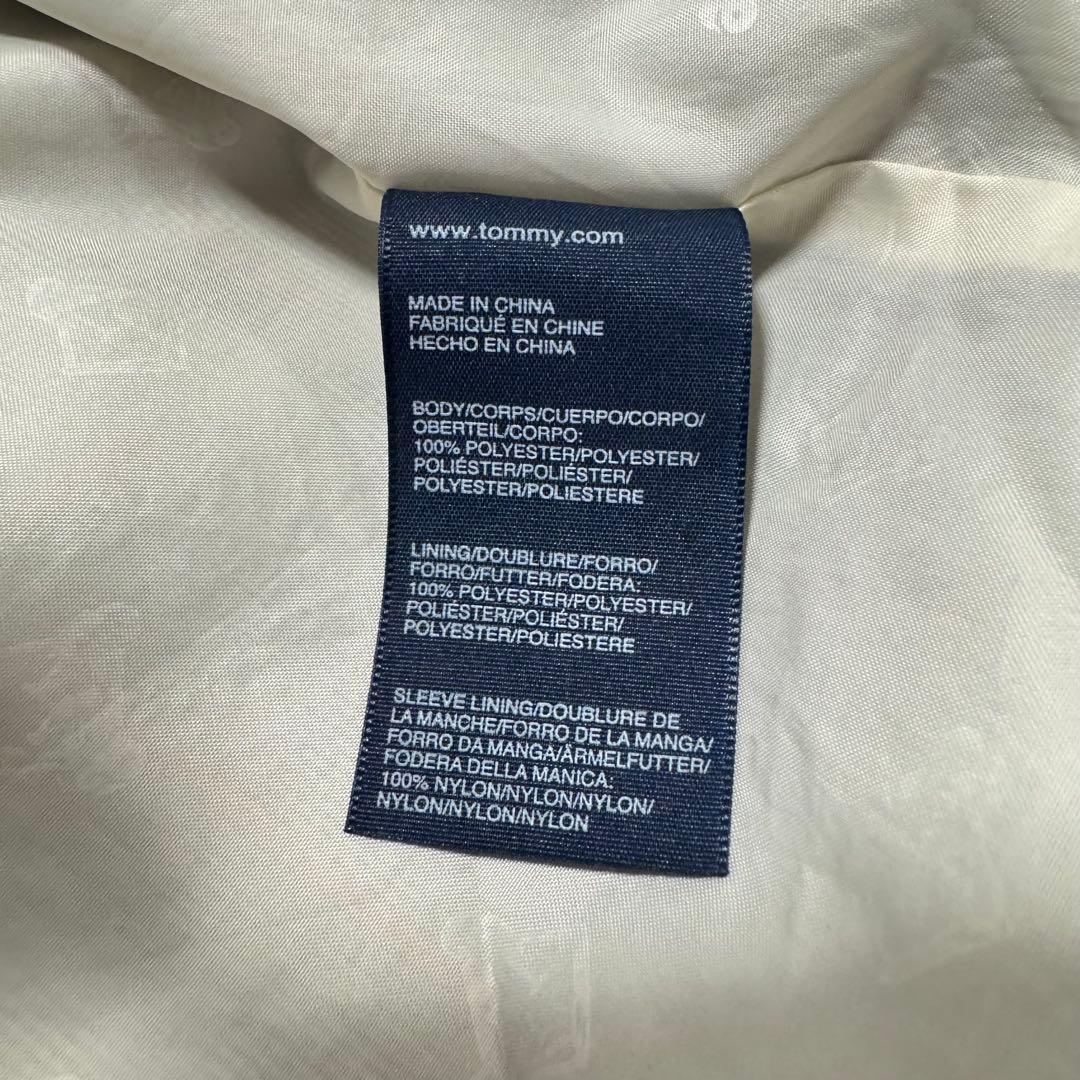 www.tommy.com
MADE IN CHINA
FABRIQUÉ EN CHINE
HECHO EN CHINA
BODY/CORPS/CUERPO/CORPO/
OBERTEIL/CORPO:
100% POLYESTER/POLYESTER/
POLIÉSTER/POLIÉSTER/
POLYESTER/POLIESTERE
LINING/DOUBLURE/FORRO/
FORRO/FUTTER/FODERA:
100% POLYESTER/POLYESTER/
POLIÉSTER/POLIÉSTER/
POLYESTER/POLIESTERE
SLEEVE LINING/DOUBLURE DE
LA MANCHE/FORRO DE LA MANGA/
FORRO DA MANGA/ÄRMELFUTTER/
FODERA DELLA MANICA:
100% NYLON/NYLON/NYLON/
NYLON/NYLON/NYLON